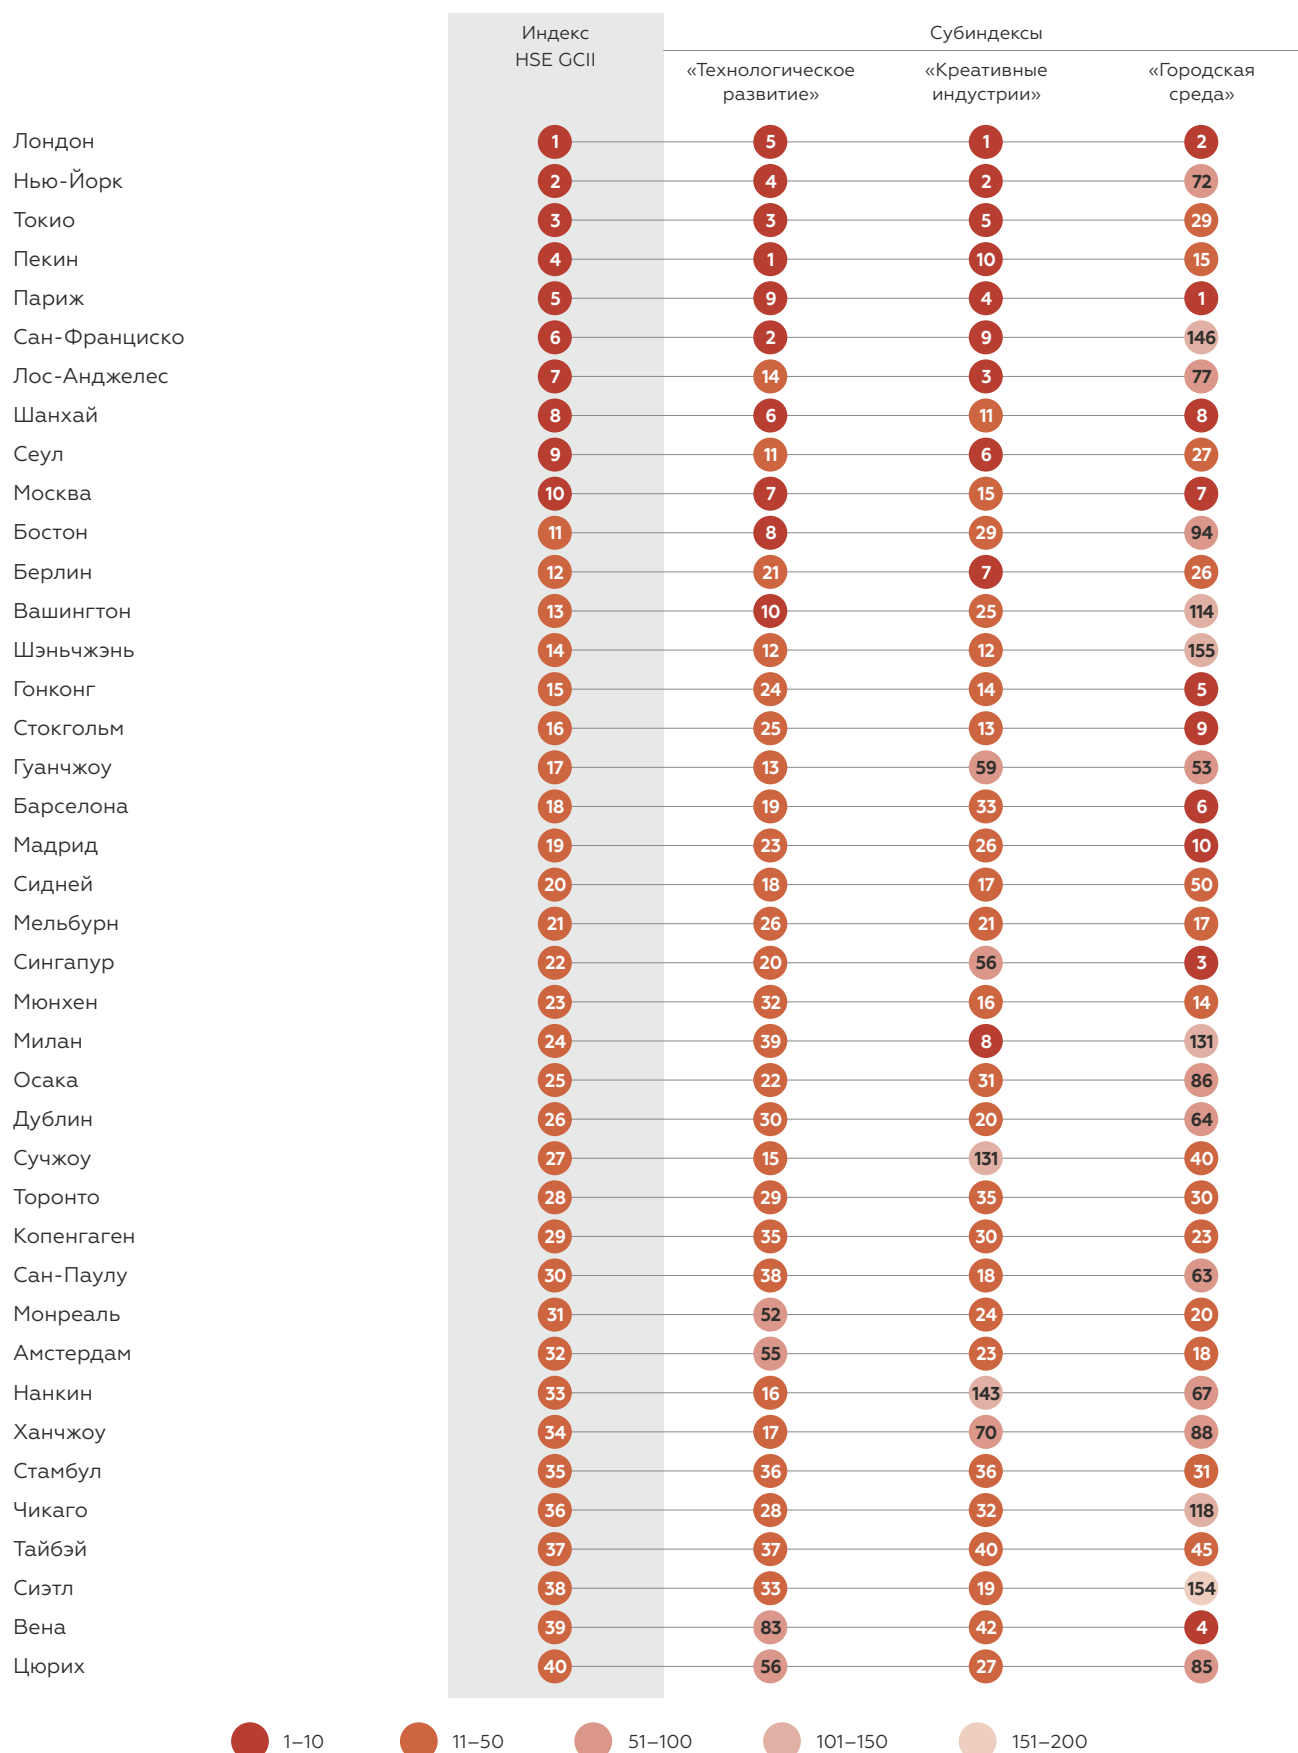 Индекс
HSE GCII
Субиндексы
«Технологическое
развитие»
«Креативные
индустрии»
«Городская
среда»
Лондон 1 5 1 2
Нью-Йорк 2 4 2 72
Токио 3 3 5 29
Пекин 4 1 10 15
Париж 5 9 4 1
Сан-Франциско 6 2 9 146
Лос-Анджелес 7 14 3 77
Шанхай 8 6 11 8
Сеул 9 11 6 27
Москва 10 7 15 7
Бостон 11 8 29 94
Берлин 12 21 7 26
Вашингтон 13 10 25 114
Шэньчжэнь 14 12 12 155
Гонконг 15 24 14 5
Стокгольм 16 25 13 9
Гуанчжоу 17 13 59 53
Барселона 18 19 33 6
Мадрид 19 23 26 10
Сидней 20 18 17 50
Мельбурн 21 26 21 17
Сингапур 22 20 56 3
Мюнхен 23 32 16 14
Милан 24 39 8 131
Осака 25 22 31 86
Дублин 26 30 20 64
Сучжоу 27 15 131 40
Торонто 28 29 35 30
Копенгаген 29 35 30 23
Сан-Паулу 30 38 18 63
Монреаль 31 52 24 20
Амстердам 32 55 23 18
Нанкин 33 16 143 67
Ханчжоу 34 17 70 88
Стамбул 35 36 36 31
Чикаго 36 28 32 118
Тайбэй 37 37 40 45
Сиэтл 38 33 19 154
Вена 39 83 42 4
Цюрих 40 56 27 85
1–10 11–50 51–100 101–150 151–200